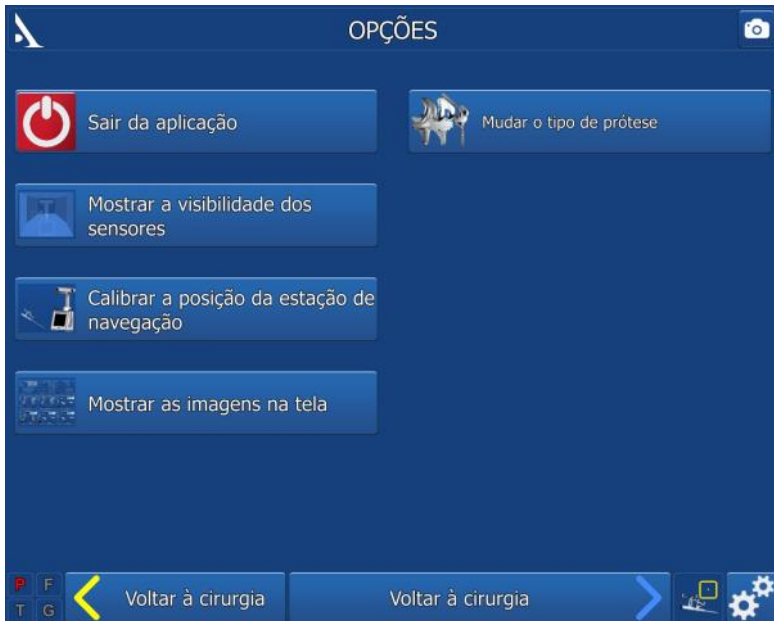 OPÇÕES
Sair da aplicação
Mudar o tipo de prótese
Mostrar a visibilidade dos
sensores
Calibrar a posição da estação de
navegação
Mostrar as imagens na tela
P F
T G
Voltar à cirurgia
Voltar à cirurgia